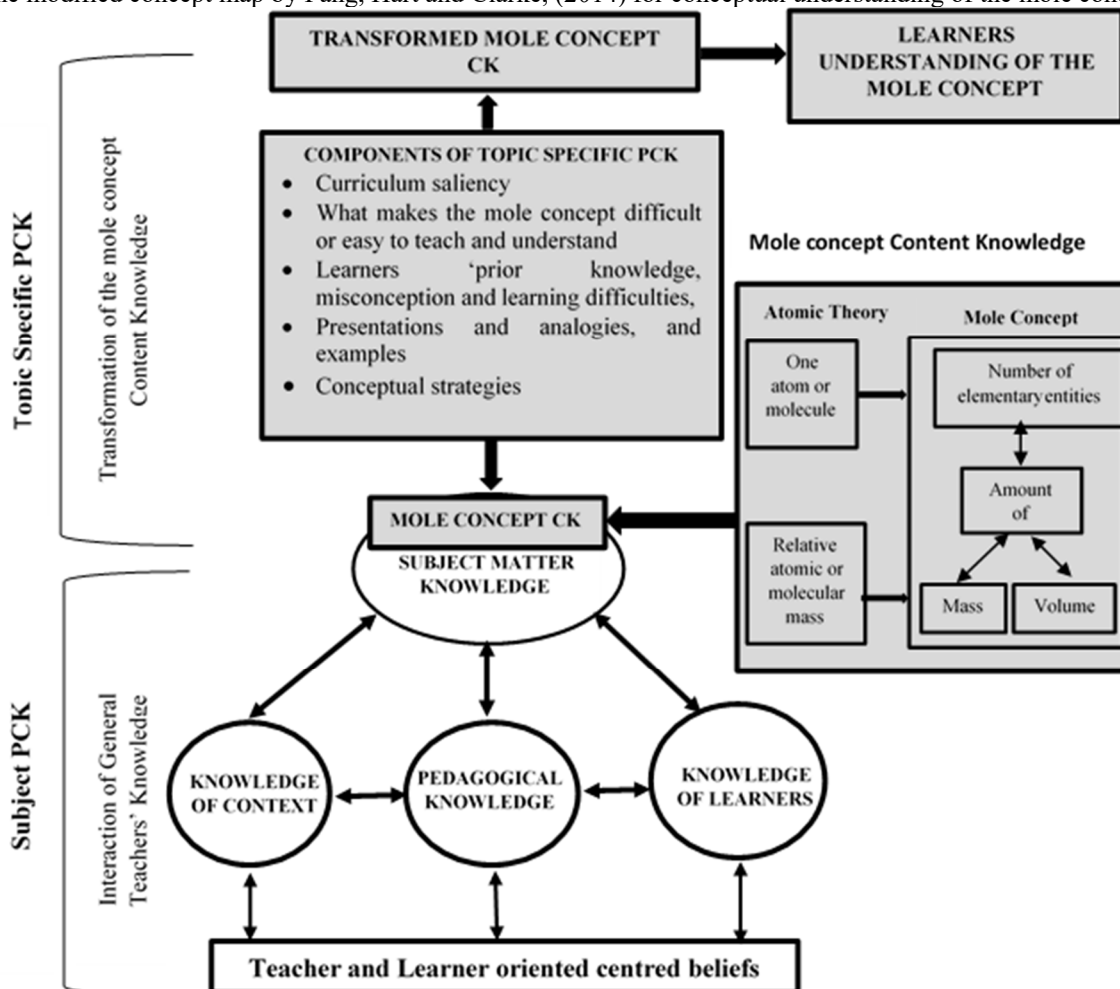 modified concept map by Pang, Hart and Clarke, (2014) for conceptual understanding of the mole
TRANSFORMED MOLE CONCEPT
CK
LEARNERS
UNDERSTANDING OF THE
MOLE CONCEPT
Topic Specific PCK
Transformation of the mole concept
Content Knowledge
COMPONENTS OF TOPIC SPECIFIC PCK
• Curriculum saliency
• What makes the mole concept difficult
or easy to teach and understand
• Learners ‘prior knowledge,
misconception and learning difficulties,
• Presentations and analogies, and
examples
• Conceptual strategies
Mole concept Content Knowledge
Atomic Theory
Mole Concept
One
atom or
molecule
Number of
elementary entities
Amount
of
Relative
atomic or
molecular
mass
Mass
Volume
MOLE CONCEPT CK
SUBJECT MATTER
KNOWLEDGE
Subject PCK
Interaction of General
Teachers’ Knowledge
KNOWLEDGE
OF CONTEXT
PEDAGOGICAL
KNOWLEDGE
KNOWLEDGE
OF LEARNERS
Teacher and Learner oriented centred beliefs